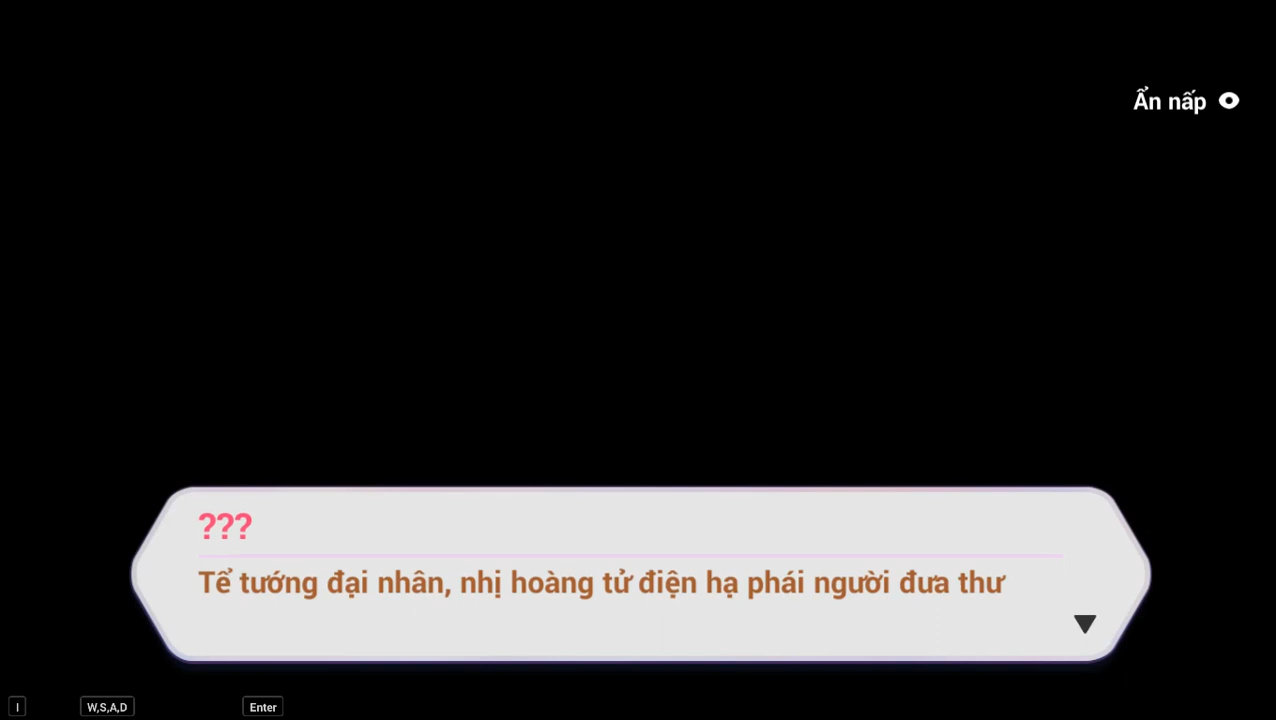 Ẩn nấp
???
Tể tướng đại nhân, nhị hoàng tử điện hạ phái người đưa thư
I W,S,A,D Enter